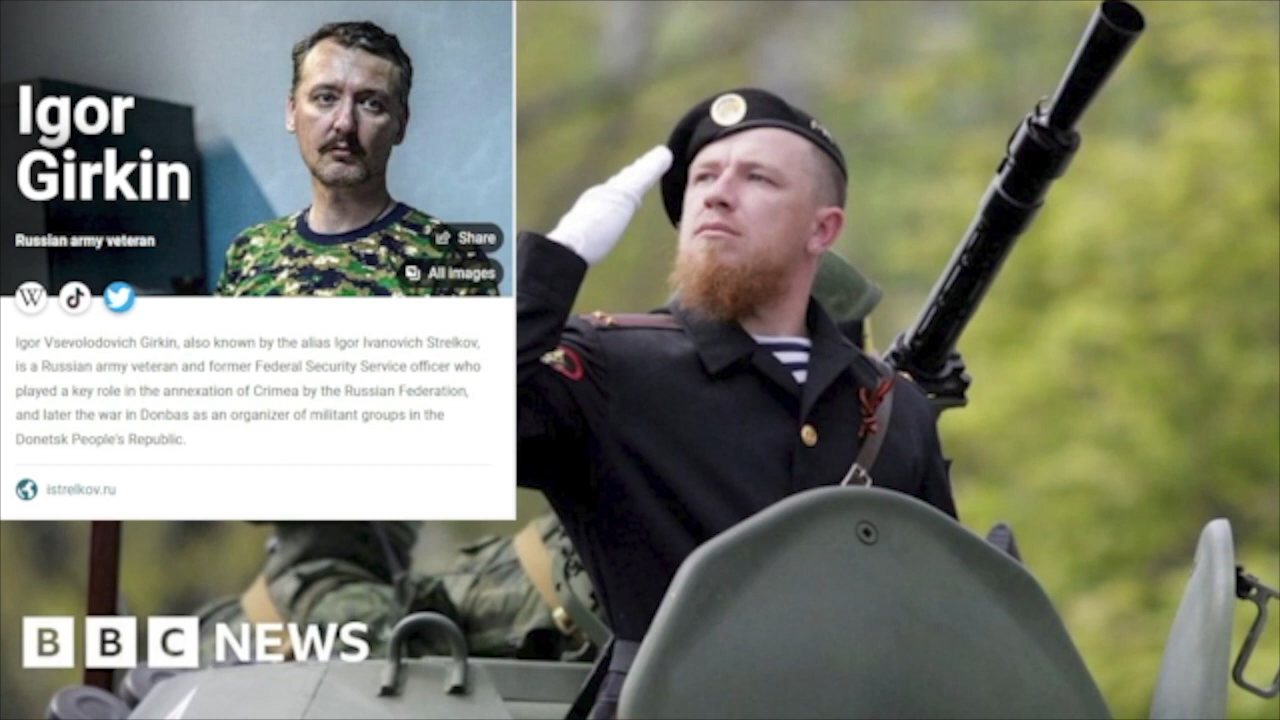 Igor
Girkin
Russian army veteran
Share
All images
W
Igor Vsevolodovich Girkin, also known by the alias Igor Ivanovich Strelkov,
is a Russian army veteran and former Federal Security Service officer who
played a key role in the annexation of Crimea by the Russian Federation,
and later the war in Donbas as an organizer of militant groups in the
Donetsk People's Republic.
istrelkov.ru
BBC NEWS